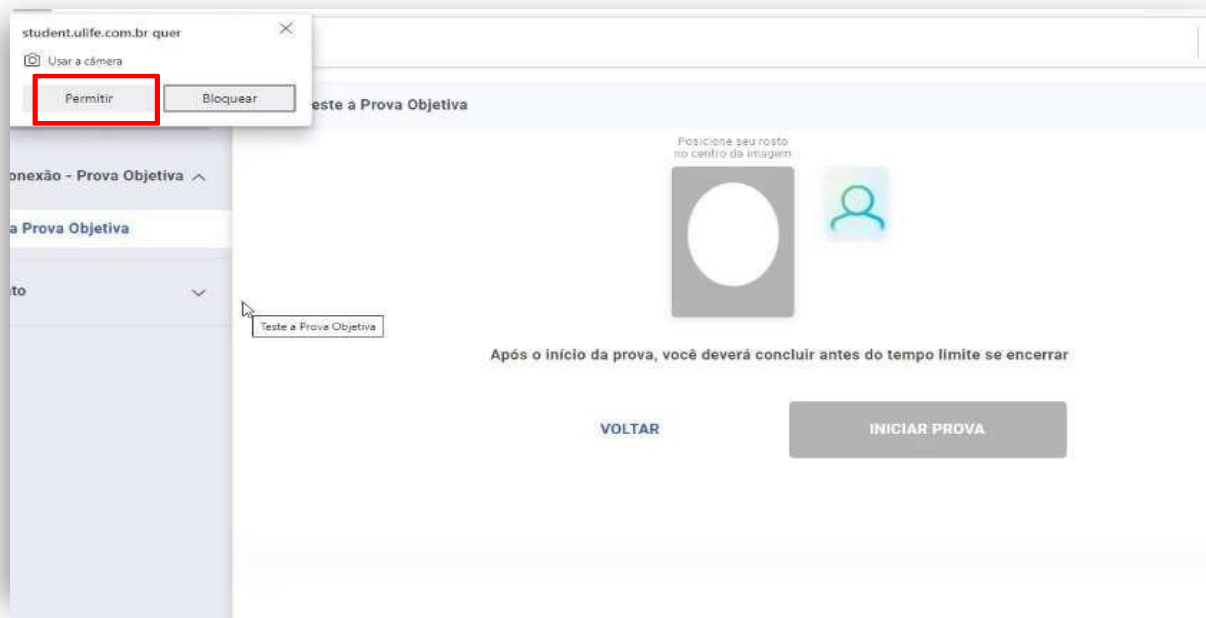 student.ulife.com.br quer
Usar a câmera
Permitir
Bloquear
este a Prova Objetiva
Posicione seu rosto
no centro da imagem
onexão - Prova Objetiva
a Prova Objetiva
to
Teste a Prova Objetiva
Após o início da prova, você deverá concluir antes do tempo limite se encerrar
VOLTAR
INICIAR PROVA